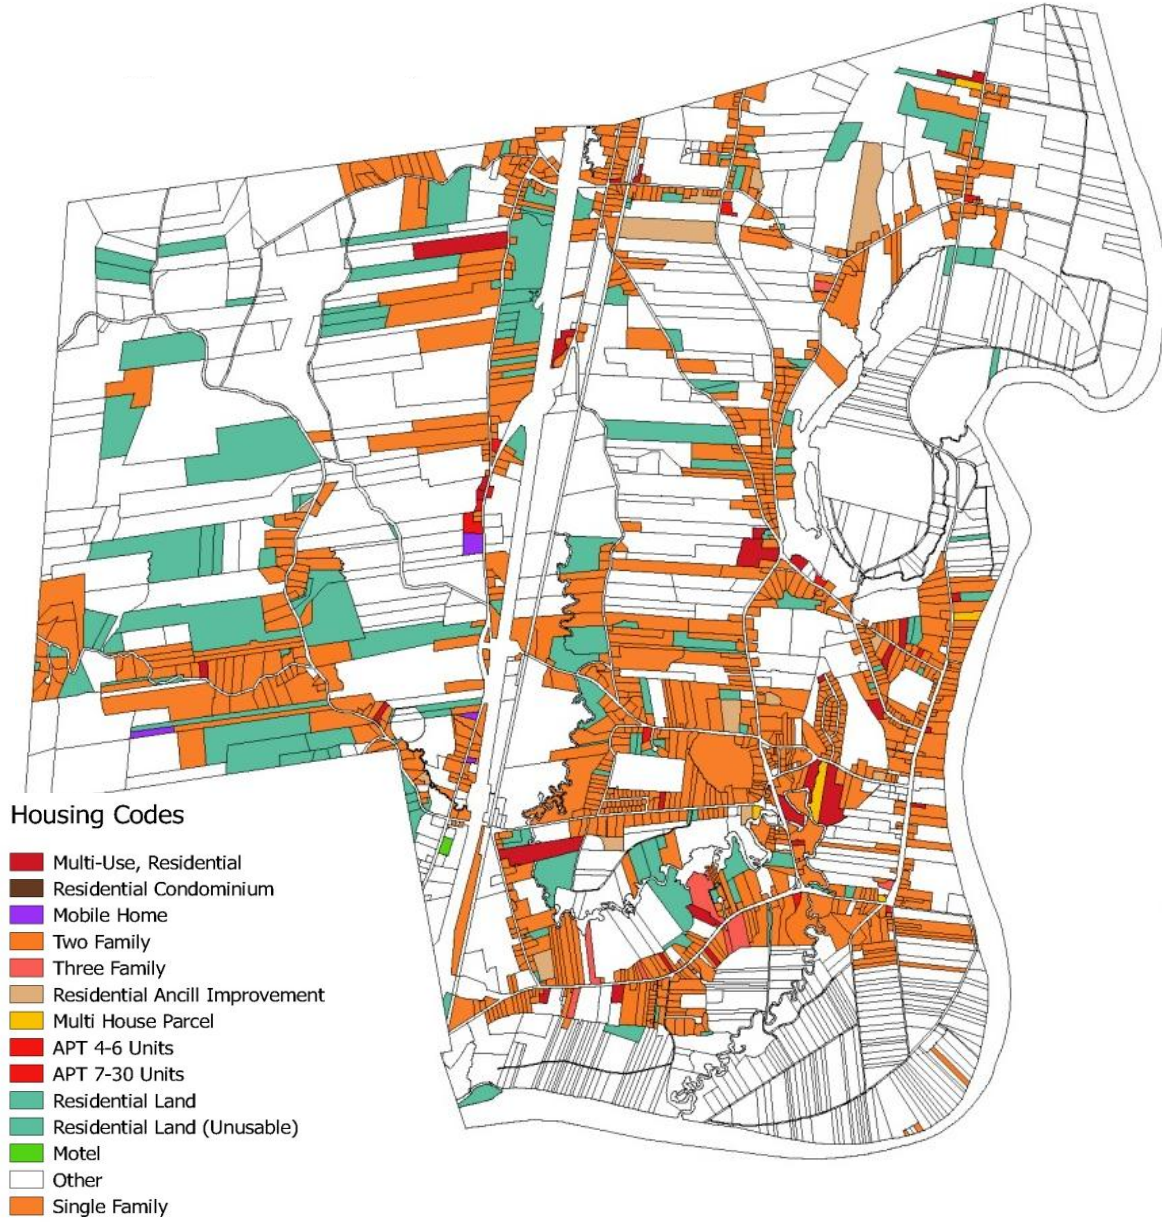 Housing Codes
Multi-Use, Residential
Residential Condominium
Mobile Home
Two Family
Three Family
Residential Ancill Improvement
Multi House Parcel
APT 4-6 Units
APT 7-30 Units
Residential Land
Residential Land (Unusable)
Motel
Other
Single Family